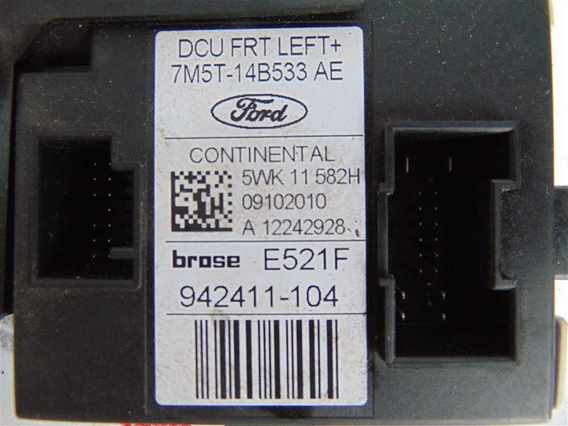 DCU FRT LEFT+
7M5T-14B533 AE
Ford
CONTINENTAL
5WK 11 582H
09102010
A 12242928
brose E521F
942411-104